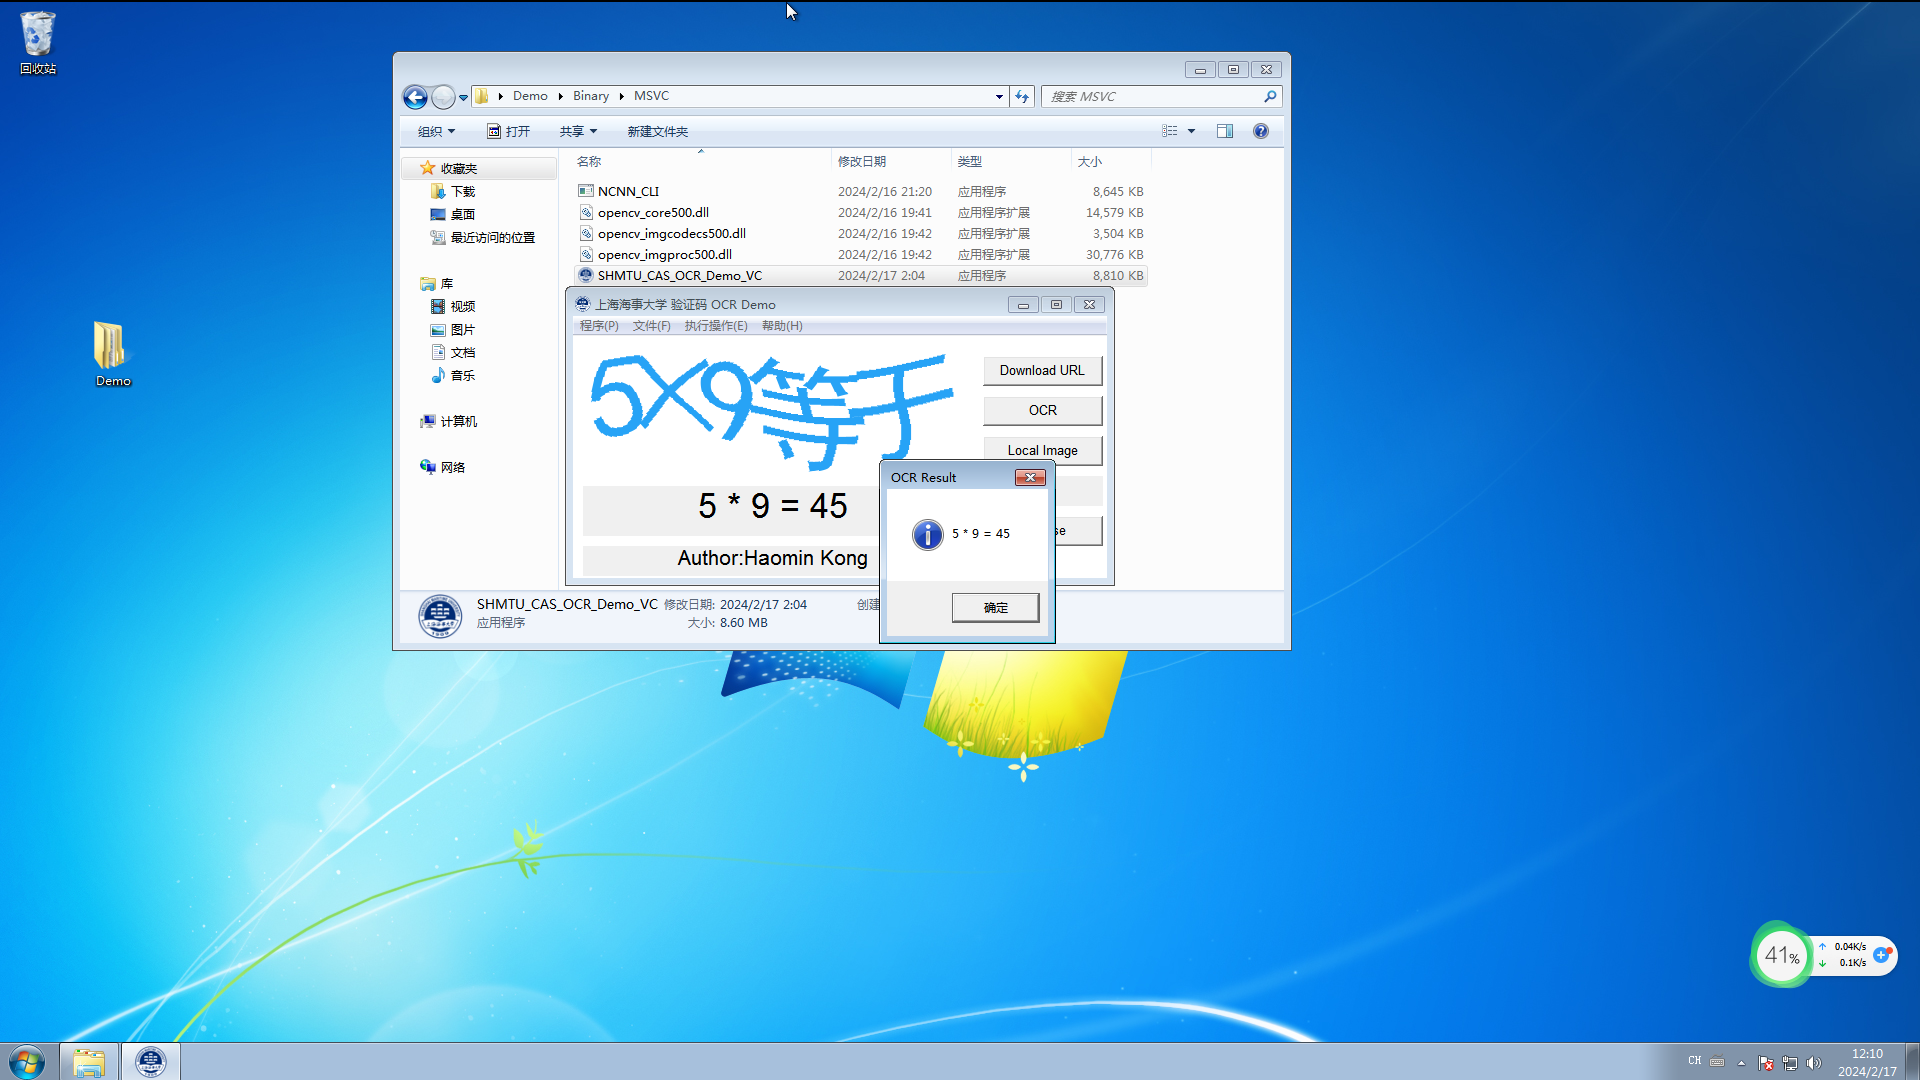 回收站
Demo
Demo
Binary
MSVC
搜索 MSVC
组织
打开
共享
新建文件夹
收藏夹
下载
桌面
最近访问的位置
库
视频
图片
文档
音乐
计算机
网络
名称 修改日期 类型 大小
NCNN_CLI 2024/2/16 21:20 应用程序 8,645 KB
opencv_core500.dll 2024/2/16 19:41 应用程序扩展 14,579 KB
opencv_imgcodecs500.dll 2024/2/16 19:42 应用程序扩展 3,504 KB
opencv_imgproc500.dll 2024/2/16 19:42 应用程序扩展 30,776 KB
SHMTU_CAS_OCR_Demo_VC 2024/2/17 2:04 应用程序 8,810 KB
上海海事大学 验证码 OCR Demo
程序(P) 文件(F) 执行操作(E) 帮助(H)
5X9等于
Download URL
OCR
Local Image
5 * 9 = 45
Author:Haomin Kong
OCR Result
5 * 9 = 45
确定
SHMTU_CAS_OCR_Demo_VC 修改日期: 2024/2/17 2:04 创建
应用程序 大小: 8.60 MB
41%
0.04K/s
0.1K/s
CH
12:10
2024/2/17